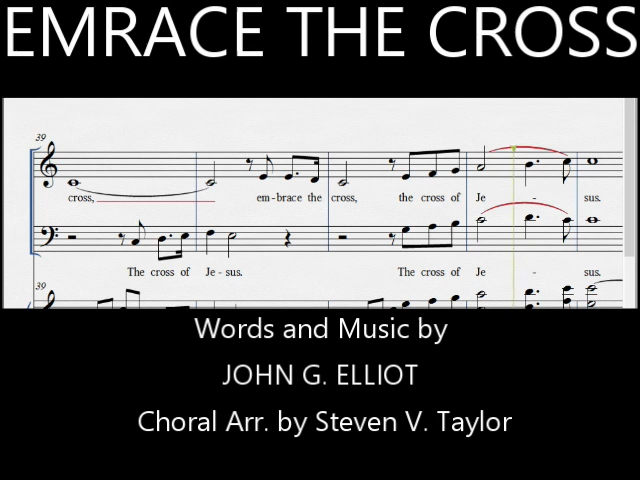 EMRACE THE CROSS
39
cross, em-brace the cross, the cross of Je - sus.
The cross of Je-sus. The cross of Je - sus.
39
Words and Music by
JOHN G. ELLIOT
Choral Arr. by Steven V. Taylor